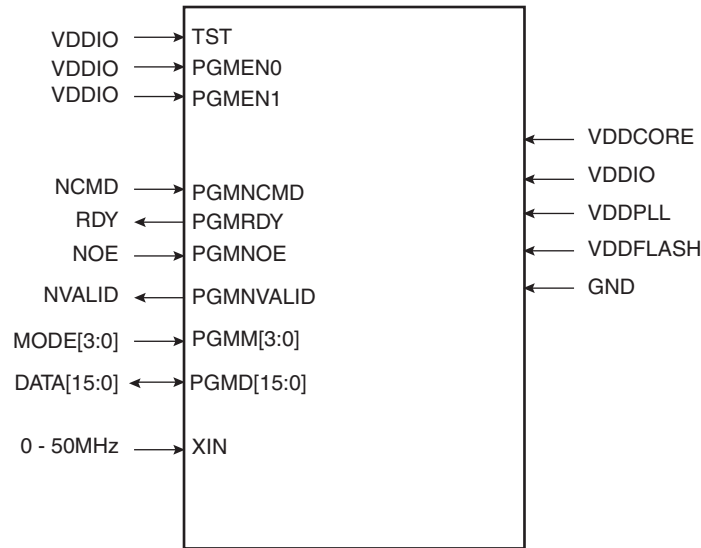 VDDIO TST
VDDIO PGMEN0
VDDIO PGMEN1
VDDCORE
VDDIO
NCMD PGMNCMD
RDY PGMRDY
VDDPLL
NOE PGMNOE
VDDFLASH
NVALID PGMNVALID
GND
MODE[3:0] PGMM[3:0]
DATA[15:0] PGMD[15:0]
0 - 50MHz XIN